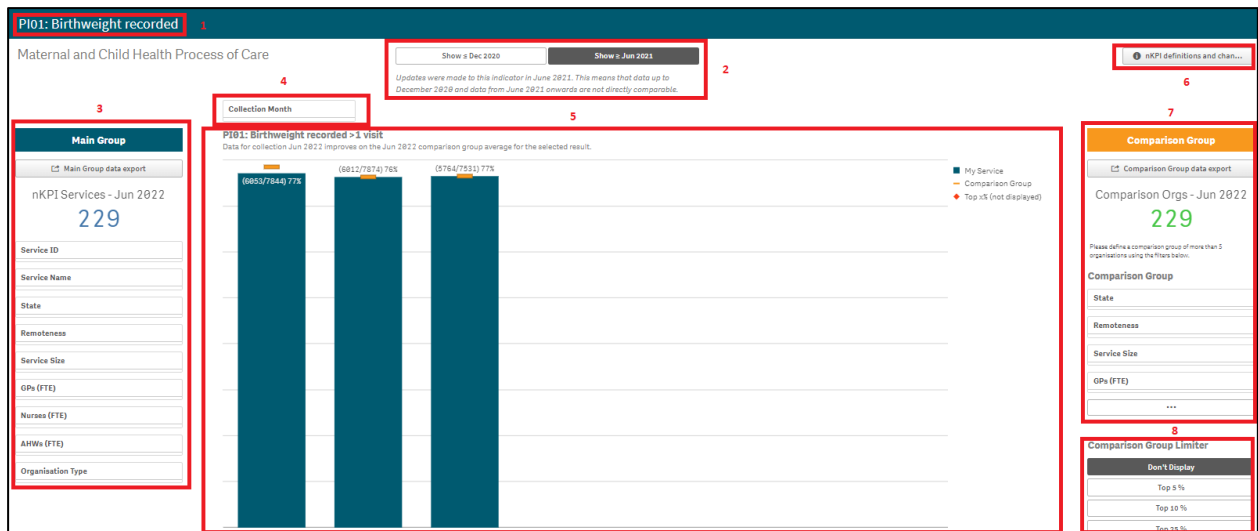 PI01: Birthweight recorded
1
Maternal and Child Health Process of Care
Show ≤ Dec 2020
Show ≥ Jun 2021
Updates were made to this indicator in June 2021. This means that data up to
December 2020 and data from June 2021 onwards are not directly comparable.
2
nKPI definitions and chan...
6
3
Main Group
Main Group data export
nKPI Services - Jun 2022
229
Service ID
Service Name
State
Remoteness
Service Size
GPs (FTE)
Nurses (FTE)
AHWs (FTE)
Organisation Type
4
Collection Month
5
PI01: Birthweight recorded >1 visit
Data for collection Jun 2022 improves on the Jun 2022 comparison group average for the selected result.
(6053/7844) 77%
(6012/7874) 76%
(5764/7531) 77%
My Service
Comparison Group
Top x% (not displayed)
7
Comparison Group
Comparison Group data export
Comparison Orgs - Jun 2022
229
Please define a comparison group of more than 5
organisations using the filters below.
Comparison Group
State
Remoteness
Service Size
GPs (FTE)
...
8
Comparison Group Limiter
Don't Display
Top 5 %
Top 10 %
Top 25 %